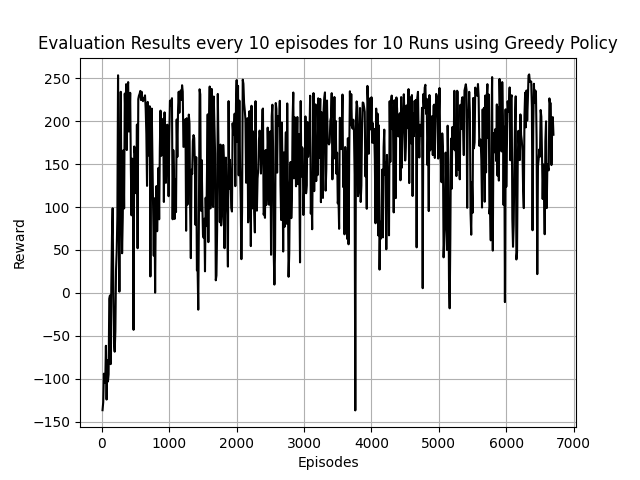 Evaluation Results every 10 episodes for 10 Runs using Greedy Policy
250
200
150
100
50
0
−50
−100
−150
Reward
0 1000 2000 3000 4000 5000 6000 7000
Episodes